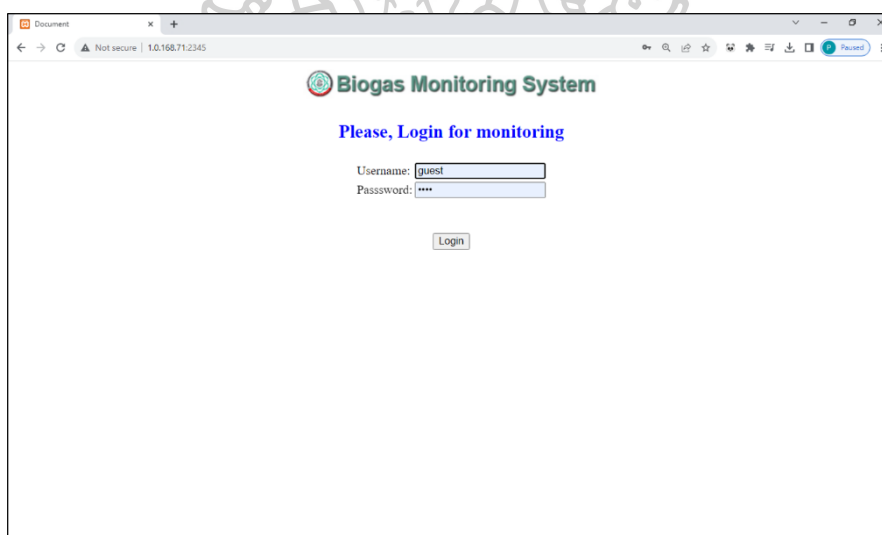 Document
Not secure 1.0.168.71:2345
P Paused
Biogas Monitoring System
Please, Login for monitoring
Username: guest
Passsword: ••••
Login